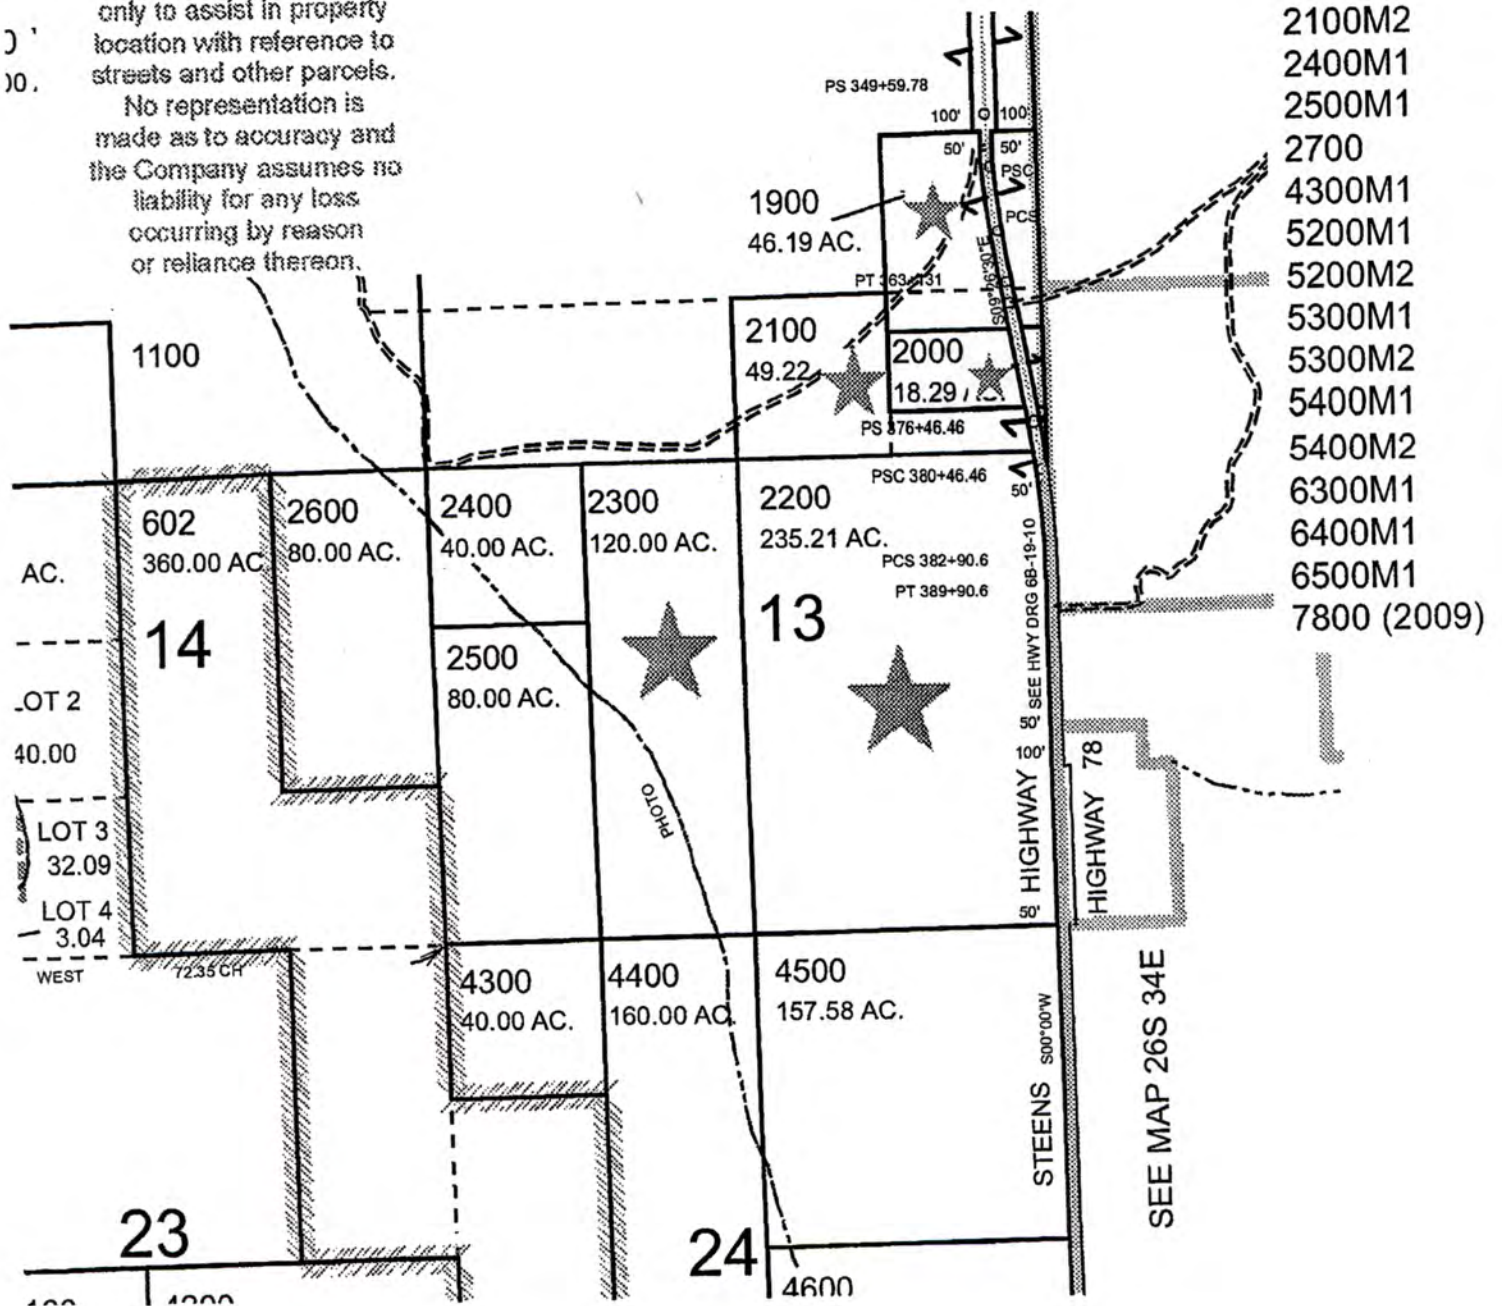 only to assist in property
location with reference to
streets and other parcels.
No representation is
made as to accuracy and
the Company assumes no
liability for any loss
occurring by reason
or reliance thereon.
2100M2
2400M1
2500M1
2700
4300M1
5200M1
5200M2
5300M1
5300M2
5400M1
5400M2
6300M1
6400M1
6500M1
7800 (2009)
PS 349+59.78
100'
100'
50'
50'
PSC
PCS
1900
46.19 AC.
2100
49.22
2000
18.29
PS 376+46.46
1100
PSC 380+46.46
50'
602
360.00 AC
2600
80.00 AC.
2400
40.00 AC.
2300
120.00 AC.
2200
235.21 AC.
PCS 382+90.6
PT 389+90.6
AC.
14
13
2500
80.00 AC.
SEE HWY DRG 6B-19-10
OT 2
40.00
50'
100'
HIGHWAY
HIGHWAY 78
PHOTO
LOT 3
32.09
LOT 4
3.04
50'
WEST
72.35 CH
4300
40.00 AC.
4400
160.00 AC.
4500
157.58 AC.
STEENS
S00°00'W
SEE MAP 26S 34E
23
24
4600